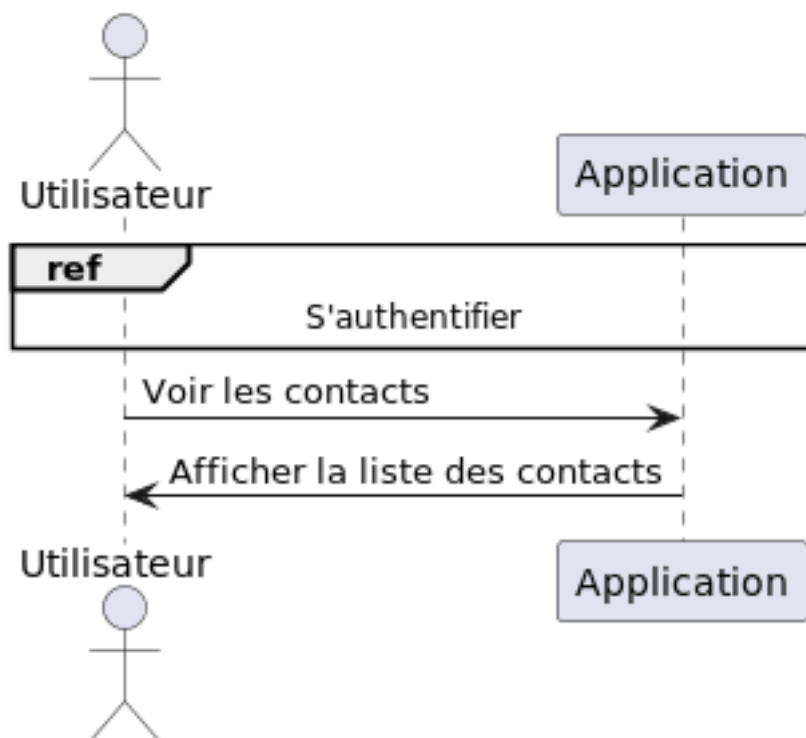 Utilisateur
Application
ref
S'authentifier
Voir les contacts
Afficher la liste des contacts
Utilisateur
Application